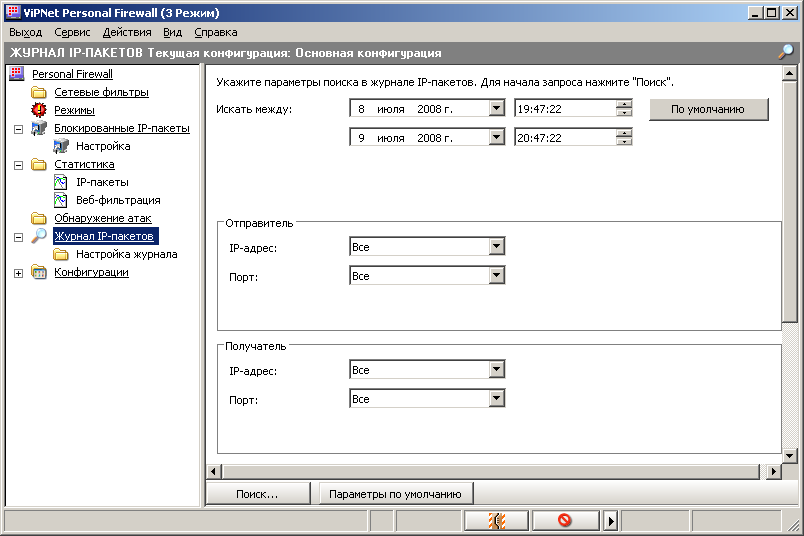 ViPNet Personal Firewall (3 Режим)
Выход Сервис Действия Вид Справка
ЖУРНАЛ IP-ПАКЕТОВ Текущая конфигурация: Основная конфигурация
Personal Firewall
Сетевые фильтры
Режимы
Блокированные IP-пакеты
Настройка
Статистика
IP-пакеты
Веб-фильтрация
Обнаружение атак
Журнал IP-пакетов
Настройка журнала
Конфигурации
Укажите параметры поиска в журнале IP-пакетов. Для начала запроса нажмите "Поиск".
Искать между: 8 июля 2008 г. 19:47:22 По умолчанию
9 июля 2008 г. 20:47:22
Отправитель
IP-адрес: Все
Порт: Все
Получатель
IP-адрес: Все
Порт: Все
Поиск... Параметры по умолчанию